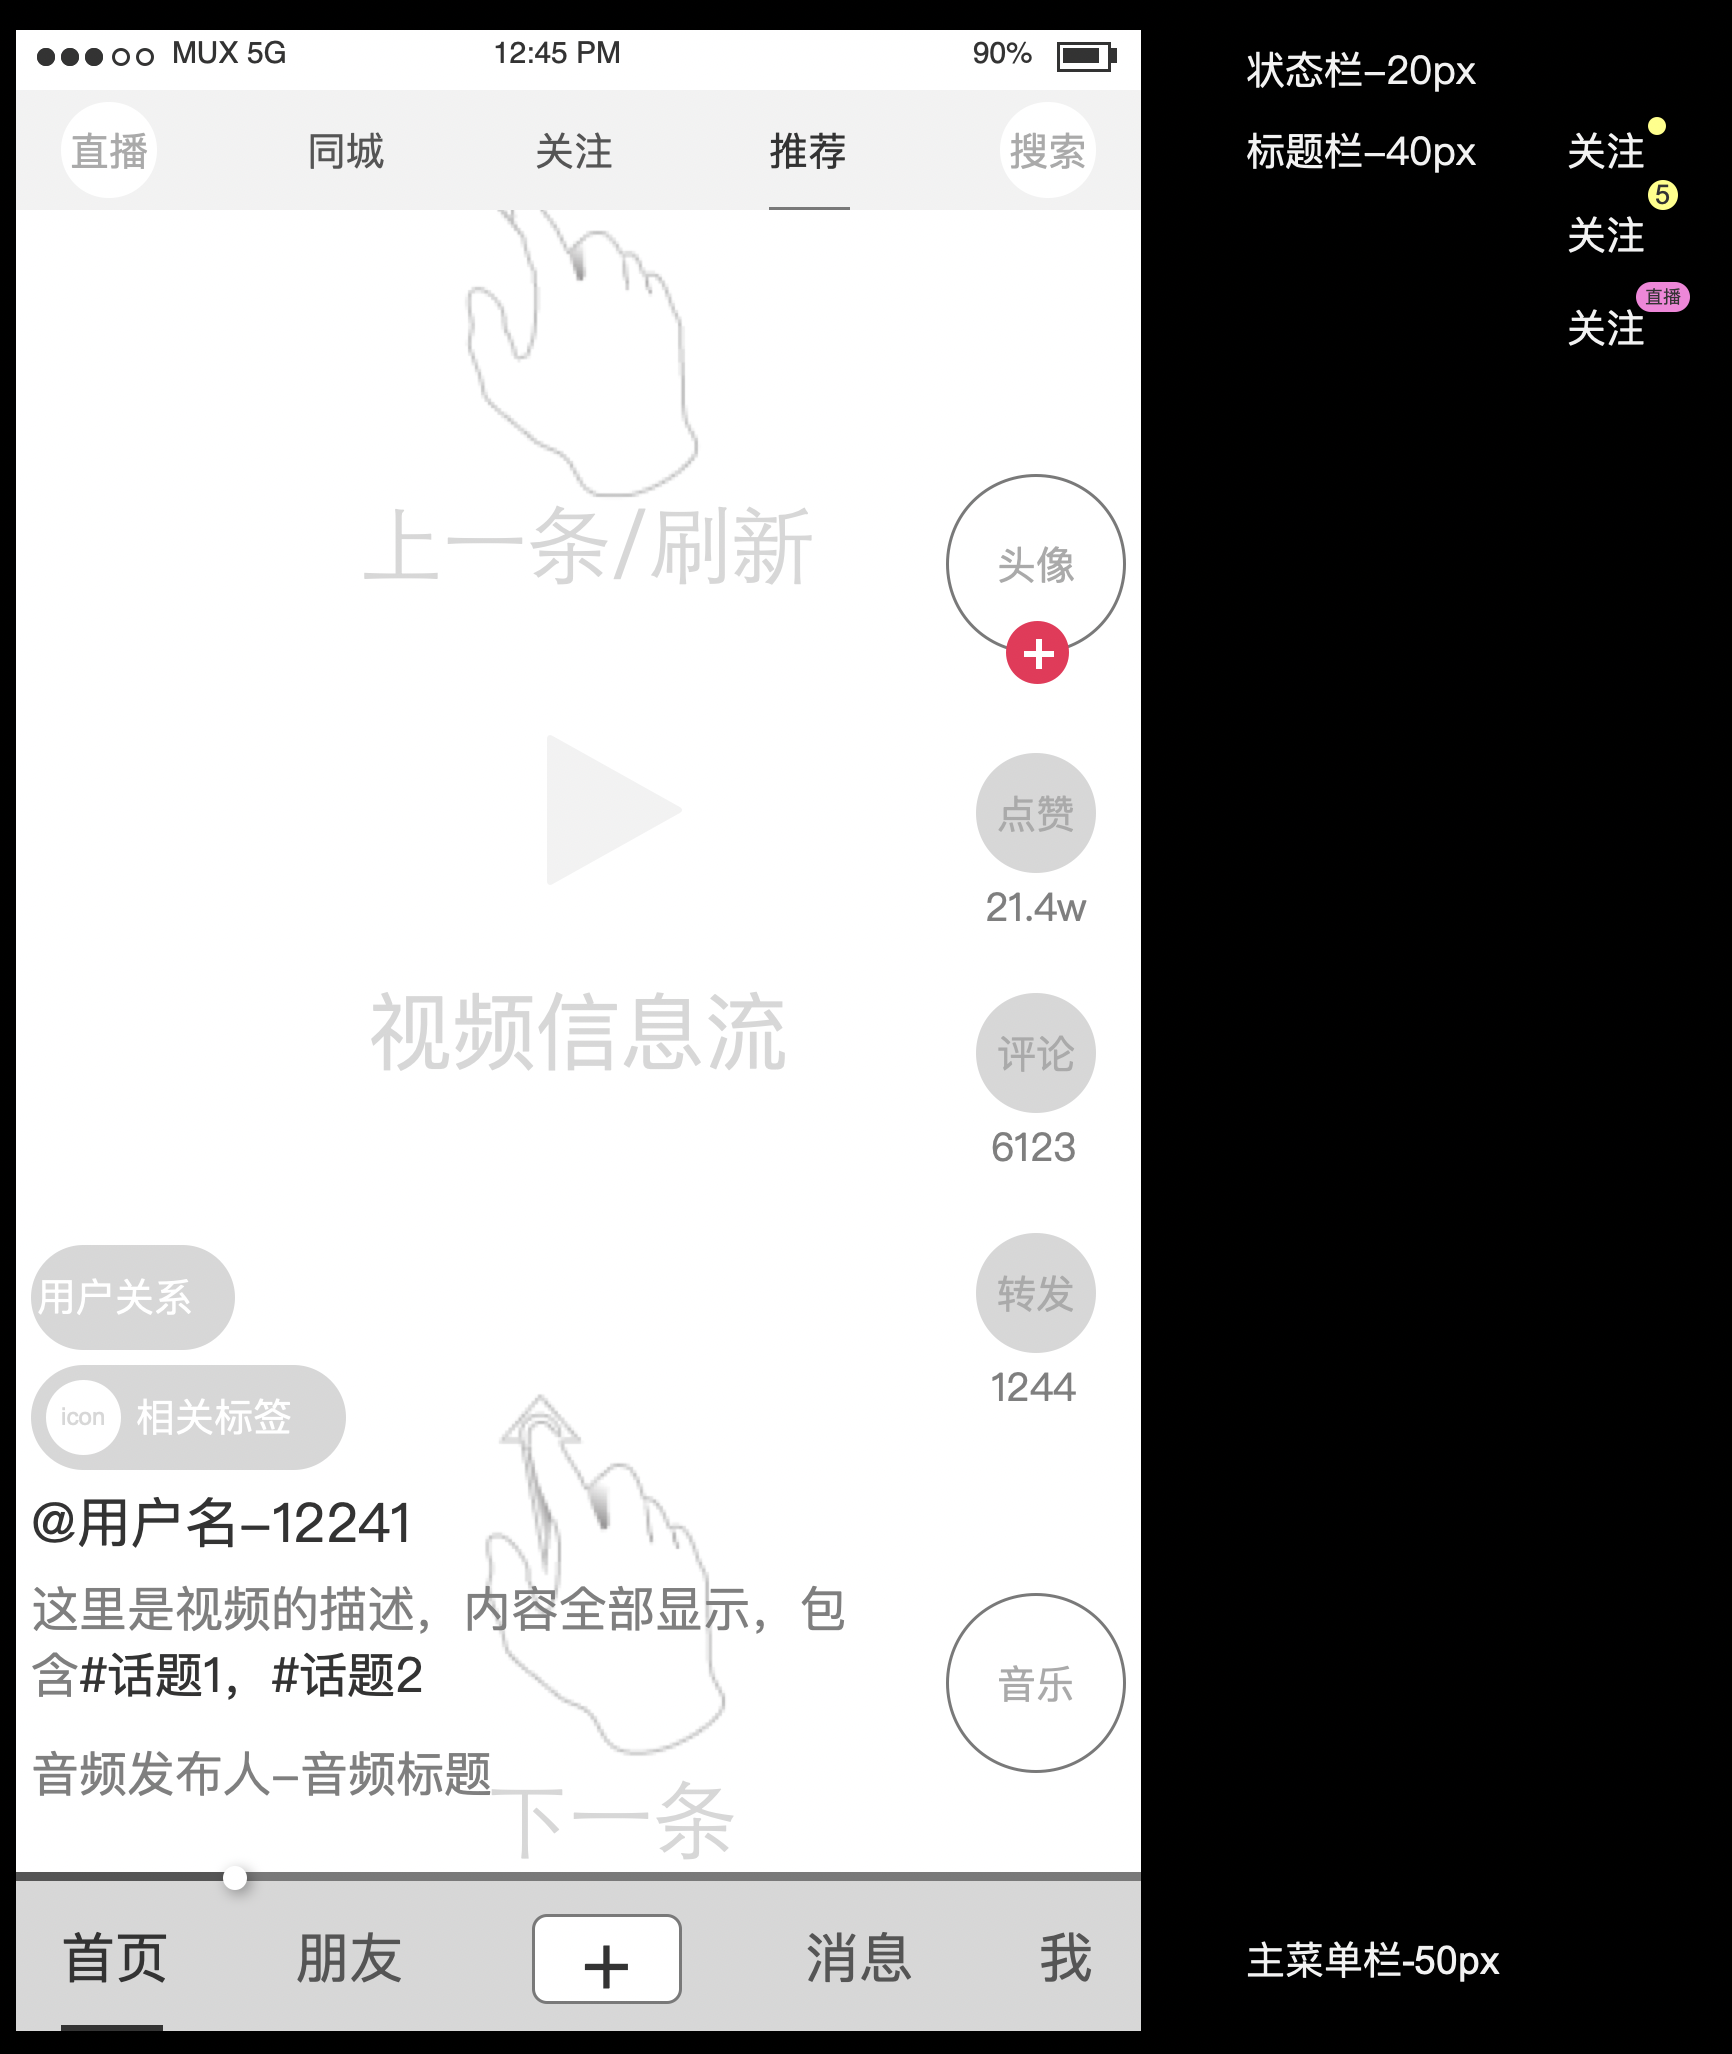 MUX 5G 12:45 PM 90%
状态栏-20px
直播 同城 关注 推荐 搜索
标题栏-40px
关注
5
关注
直播
关注
上一条/刷新
头像
+
点赞
21.4w
视频信息流
评论
6123
用户关系
转发
1244
icon 相关标签
@用户名-12241
这里是视频的描述，内容全部显示，包
含#话题1，#话题2
音乐
音频发布人-音频标题
下一条
首页 朋友 + 消息 我
主菜单栏-50px